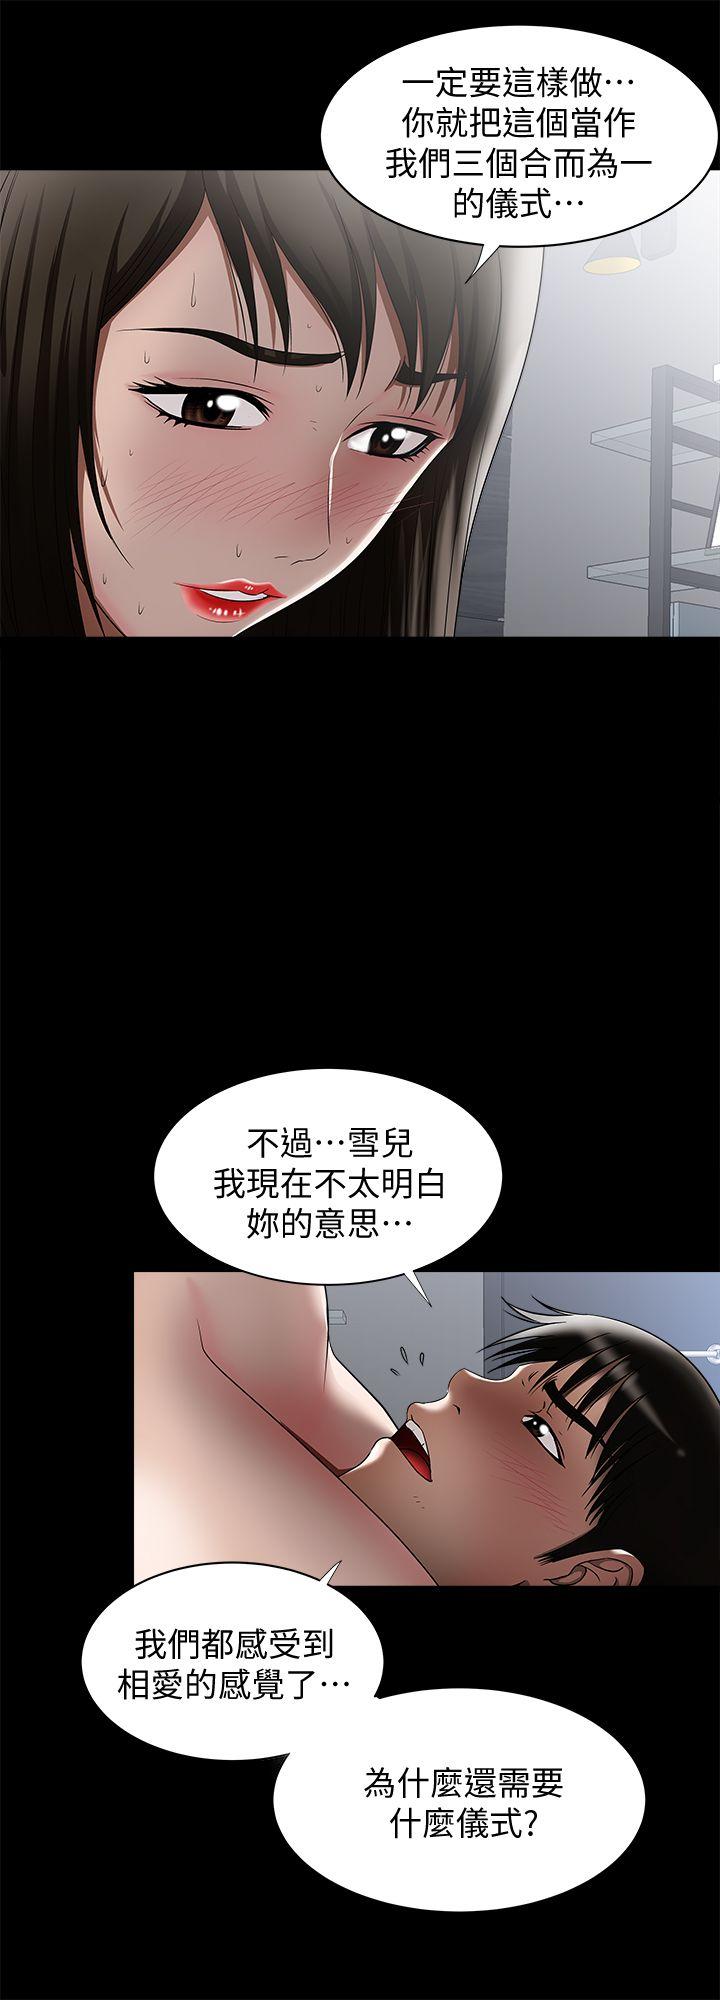 一定要這樣做⋯
你就把這個當作
我們三個合而為一
的儀式⋯
不過⋯雪兒
我現在不太明白
妳的意思⋯
我們都感受到
相愛的感覺了⋯
為什麼還需要
什麼儀式?